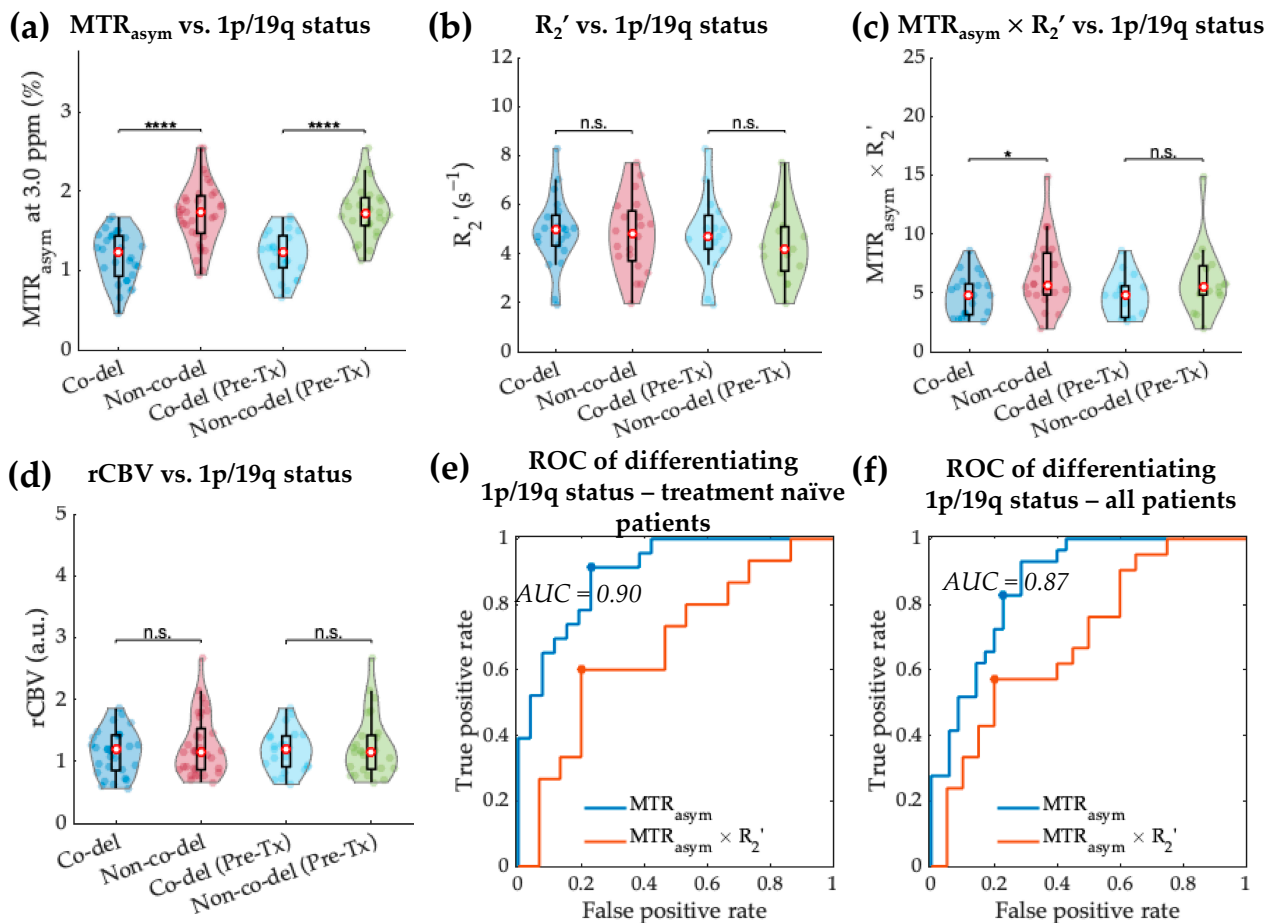 (a) MTRasym vs. 1p/19q status
MTRasym at 3.0 ppm (%)
3
2
1
0
****
****
Co-del
Non-co-del
Co-del (Pre-Tx)
Non-co-del (Pre-Tx)
(b) R2' vs. 1p/19q status
R2' (s−1)
12
10
8
6
4
2
0
n.s.
n.s.
Co-del
Non-co-del
Co-del (Pre-Tx)
Non-co-del (Pre-Tx)
(c) MTRasym × R2' vs. 1p/19q status
MTRasym × R2'
25
20
15
10
5
0
*
n.s.
Co-del
Non-co-del
Co-del (Pre-Tx)
Non-co-del (Pre-Tx)
(d) rCBV vs. 1p/19q status
rCBV (a.u.)
5
4
3
2
1
0
n.s.
n.s.
Co-del
Non-co-del
Co-del (Pre-Tx)
Non-co-del (Pre-Tx)
(e) ROC of differentiating
1p/19q status – treatment naïve
patients
True positive rate
1
0.8
0.6
0.4
0.2
0
AUC = 0.90
MTRasym
MTRasym × R2'
0 0.2 0.4 0.6 0.8 1
False positive rate
(f) ROC of differentiating
1p/19q status – all patients
True positive rate
1
0.8
0.6
0.4
0.2
0
AUC = 0.87
MTRasym
MTRasym × R2'
0 0.2 0.4 0.6 0.8 1
False positive rate